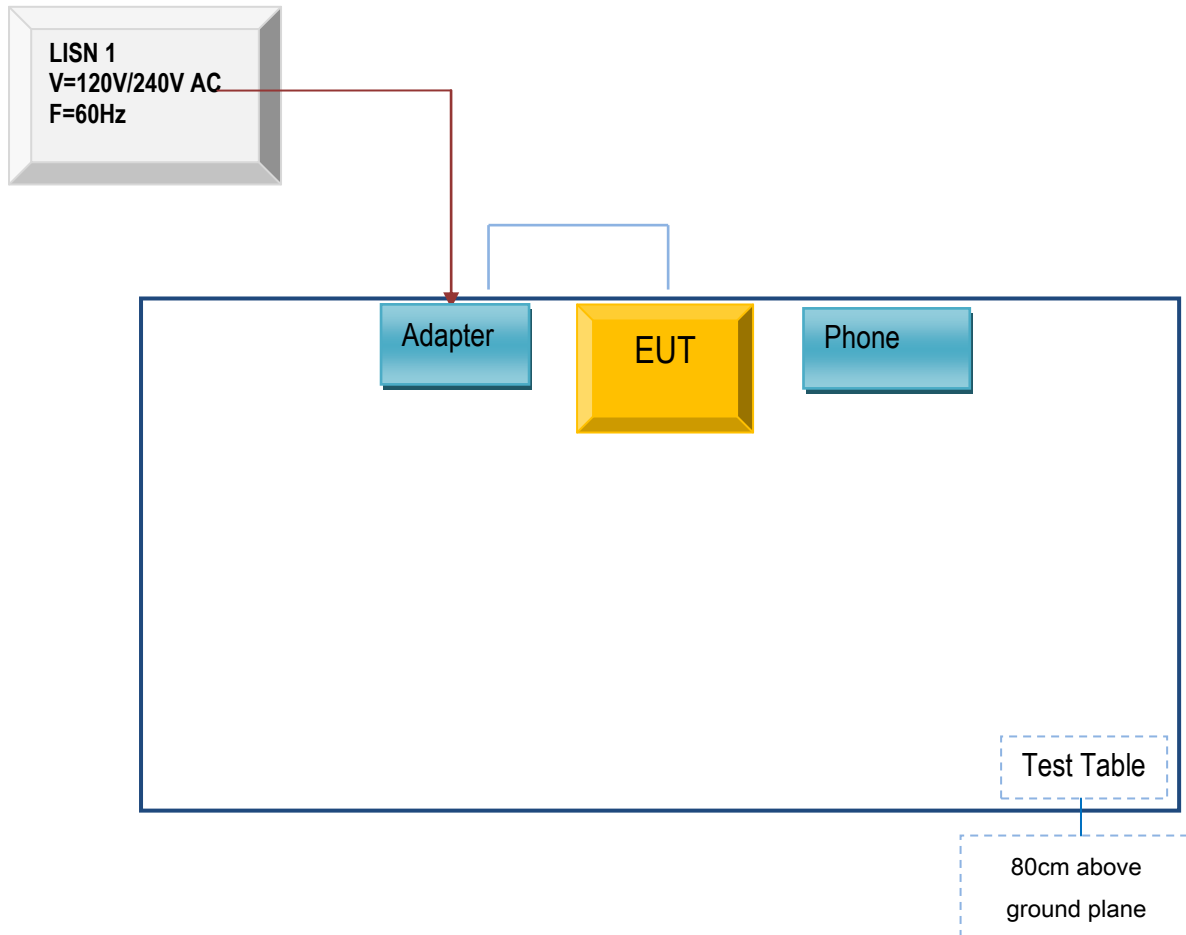 LISN 1
V=120V/240V AC
F=60Hz
Adapter
EUT
Phone
Test Table
80cm above
ground plane